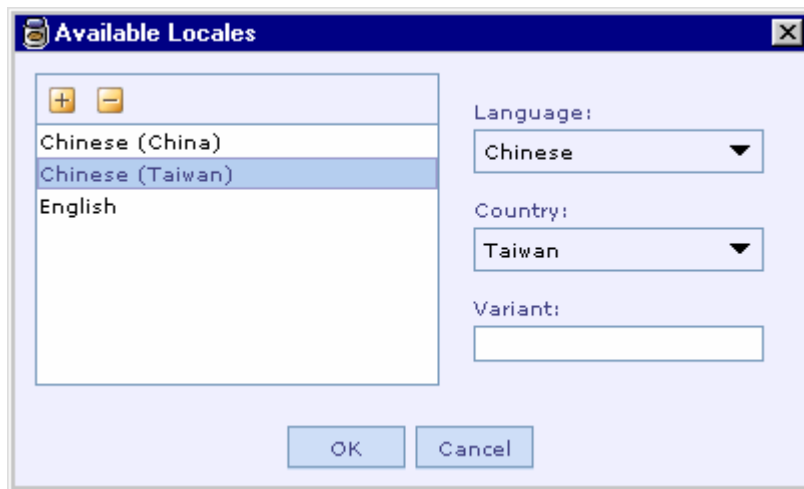 Available Locales
Chinese (China)
Chinese (Taiwan)
English
Language:
Chinese
Country:
Taiwan
Variant:
OK
Cancel